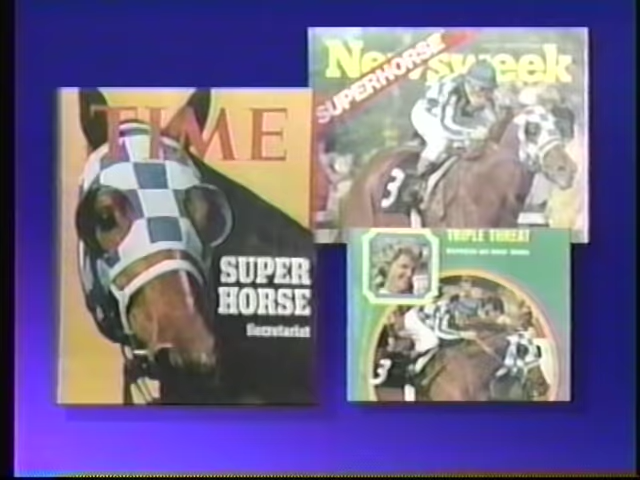 TIME
SUPER
HORSE
Secretariat
Newsweek
SUPERHORSE
3
TRIPLE THREAT
3